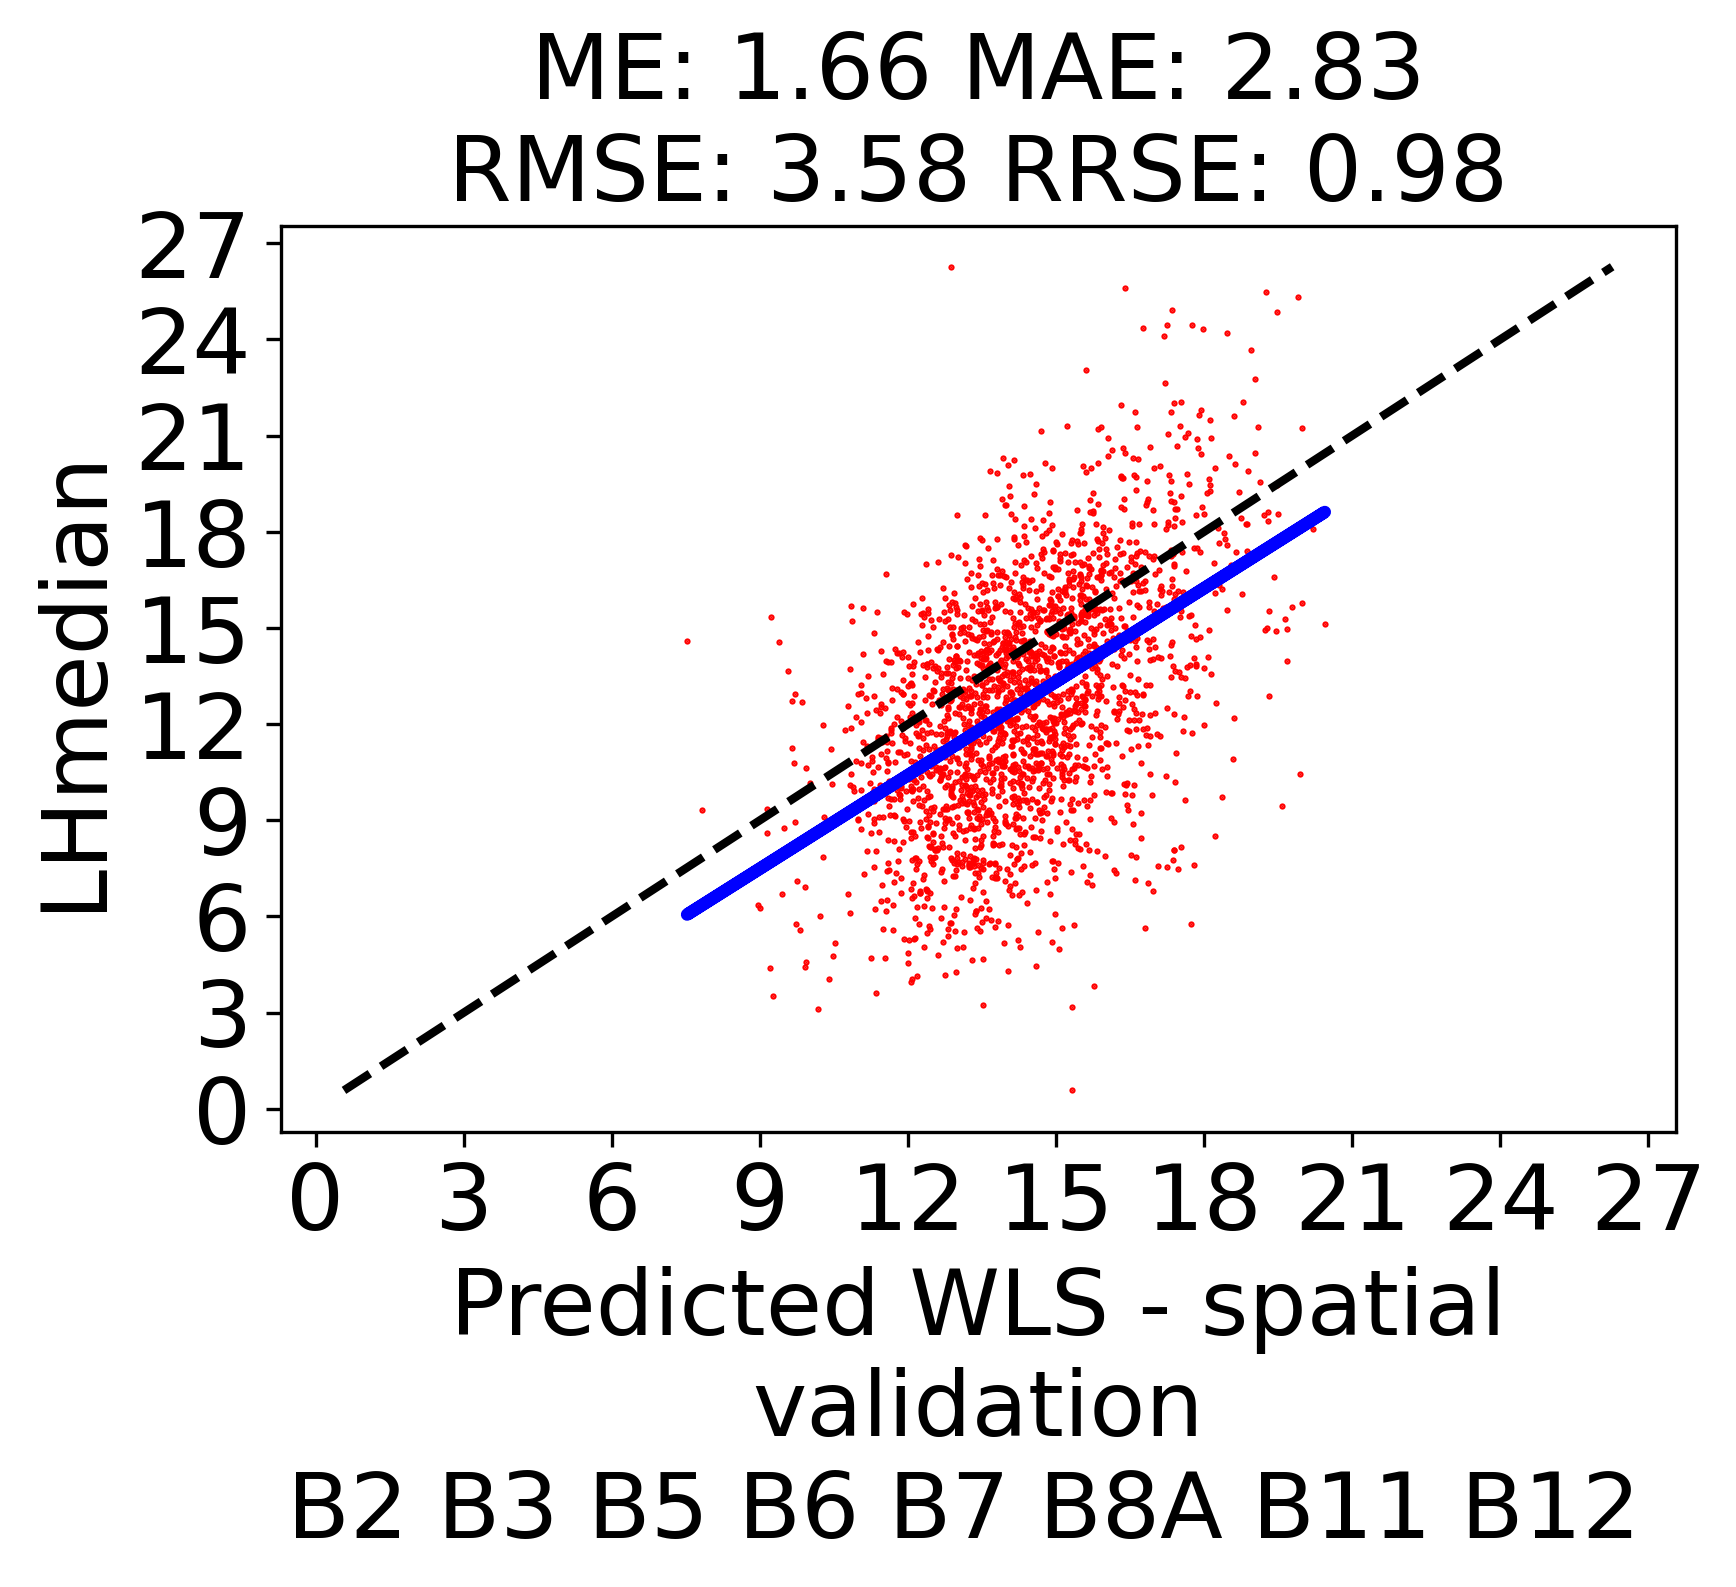 ME: 1.66 MAE: 2.83
RMSE: 3.58 RRSE: 0.98
27
24
21
18
15
12
9
6
3
0
LHmedian
0 3 6 9 12 15 18 21 24 27
Predicted WLS - spatial
validation
B2 B3 B5 B6 B7 B8A B11 B12